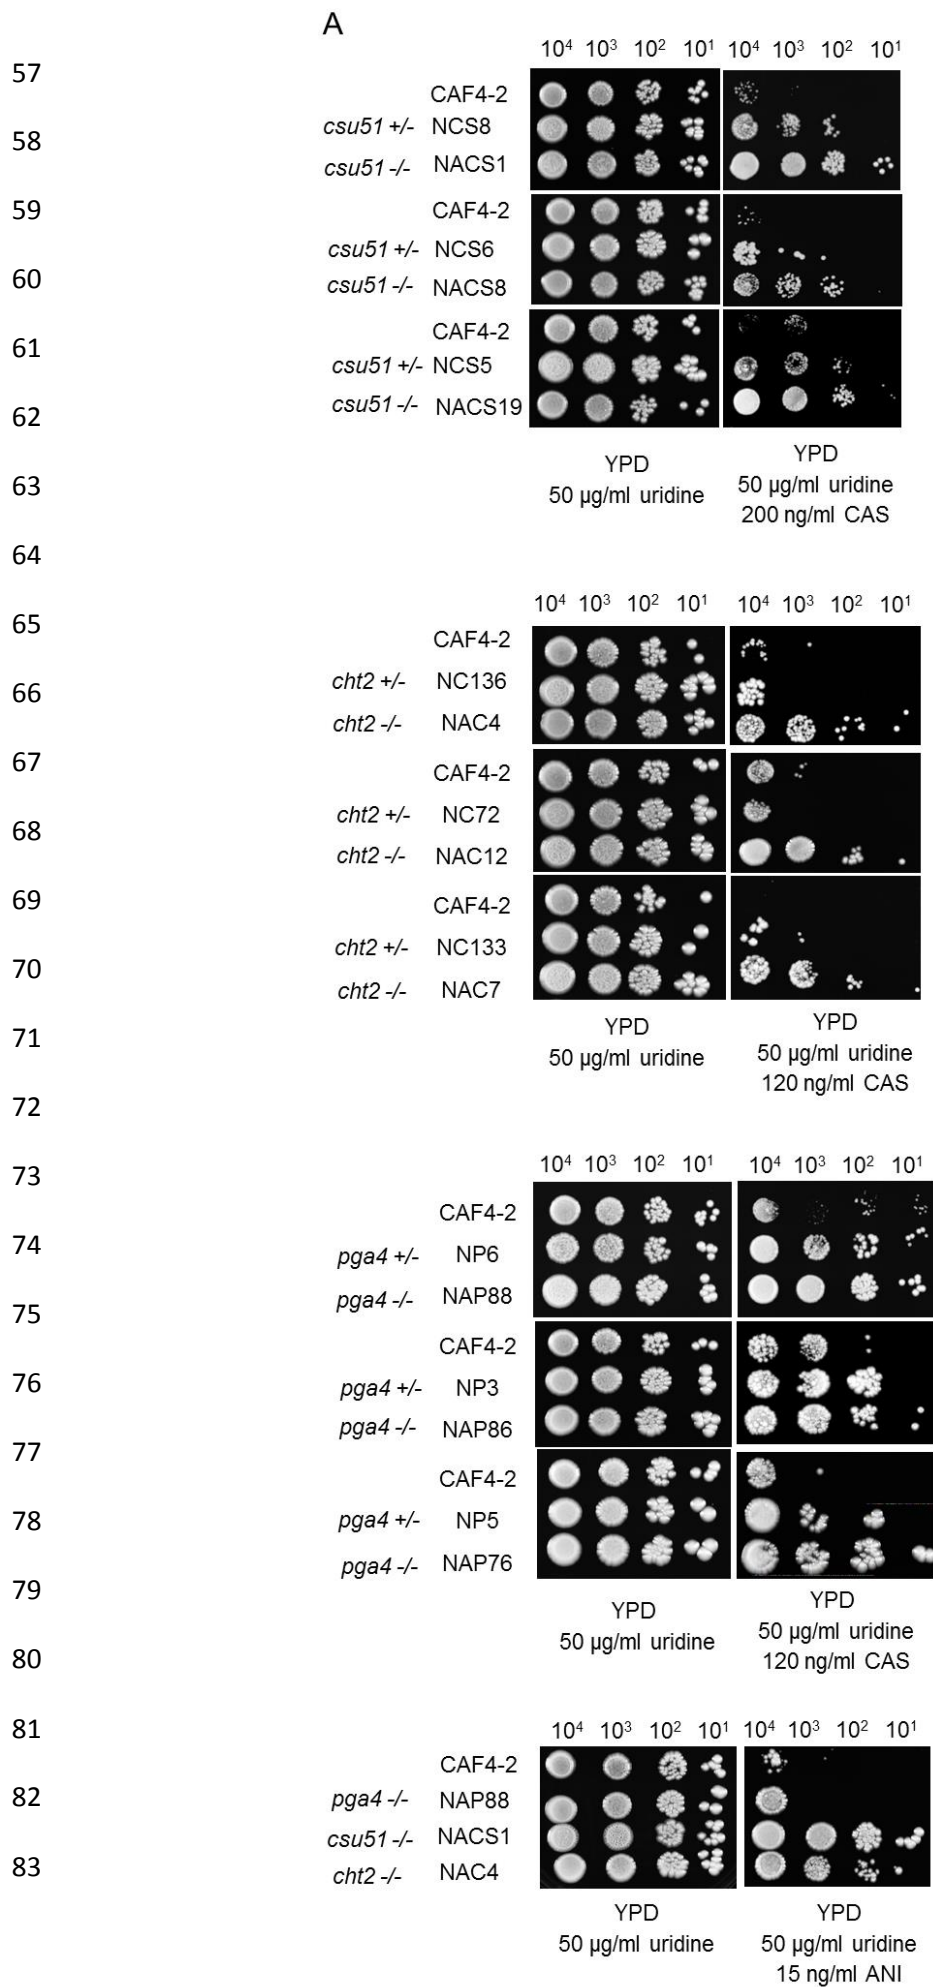 A
10⁴ 10³ 10² 10¹ 10⁴ 10³ 10² 10¹
57
CAF4-2
58 csu51 +/- NCS8
csu51 -/- NACS1
59 CAF4-2
csu51 +/- NCS6
60 csu51 -/- NACS8
61 CAF4-2
csu51 +/- NCS5
62 csu51 -/- NACS19
63 YPD YPD
50 µg/ml uridine 50 µg/ml uridine
200 ng/ml CAS
64
10⁴ 10³ 10² 10¹ 10⁴ 10³ 10² 10¹
65 CAF4-2
66 cht2 +/- NC136
cht2 -/- NAC4
67 CAF4-2
cht2 +/- NC72
68 cht2 -/- NAC12
69 CAF4-2
cht2 +/- NC133
70 cht2 -/- NAC7
71 YPD YPD
50 µg/ml uridine 50 µg/ml uridine
120 ng/ml CAS
72
73 10⁴ 10³ 10² 10¹ 10⁴ 10³ 10² 10¹
CAF4-2
74 pga4 +/- NP6
75 pga4 -/- NAP88
CAF4-2
76 pga4 +/- NP3
pga4 -/- NAP86
77 CAF4-2
78 pga4 +/- NP5
pga4 -/- NAP76
79 YPD YPD
50 µg/ml uridine 50 µg/ml uridine
80 120 ng/ml CAS
81 10⁴ 10³ 10² 10¹ 10⁴ 10³ 10² 10¹
CAF4-2
82 pga4 -/- NAP88
csu51 -/- NACS1
83 cht2 -/- NAC4
YPD YPD
50 µg/ml uridine 50 µg/ml uridine
15 ng/ml ANI